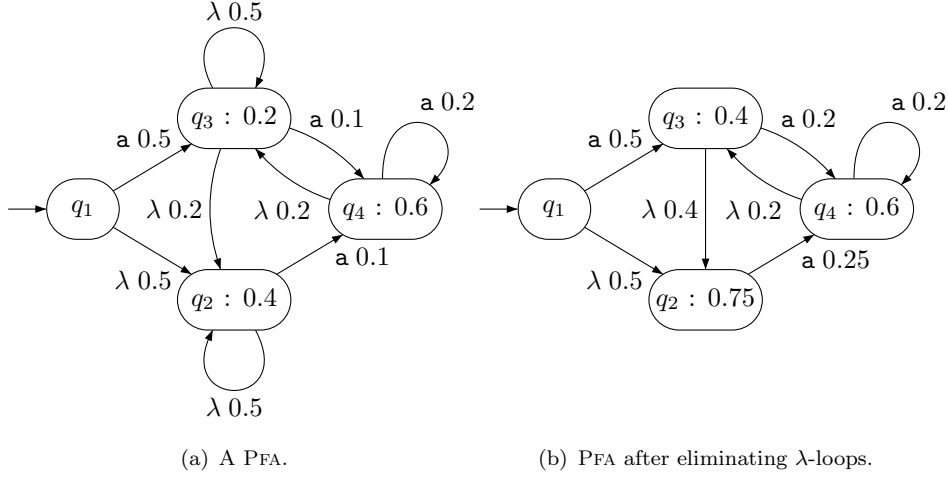 λ 0.5
q3 : 0.2
a 0.5
a 0.1
a 0.2
q1
λ 0.2
λ 0.2
q4 : 0.6
λ 0.5
a 0.1
q2 : 0.4
λ 0.5
(a) A PFA.
q3 : 0.4
a 0.5
a 0.2
a 0.2
q1
λ 0.4
λ 0.2
q4 : 0.6
λ 0.5
a 0.25
q2 : 0.75
(b) PFA after eliminating λ-loops.